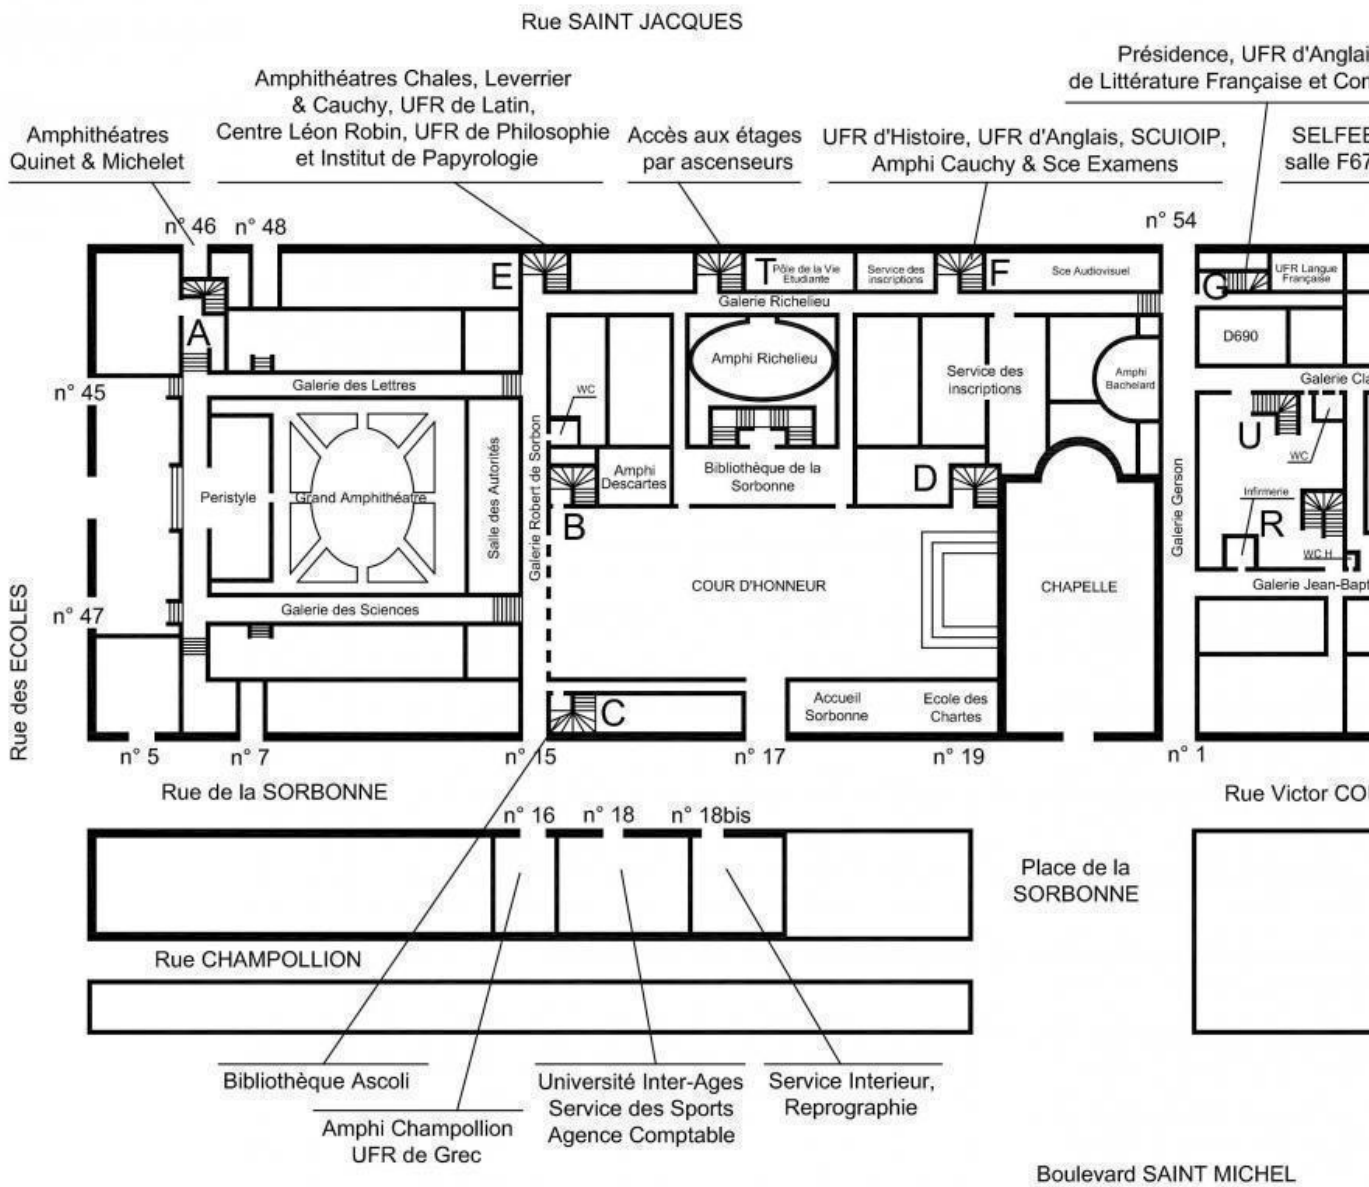 Rue SAINT JACQUES
Présidence, UFR d'Anglai
de Littérature Française et Con
Amphithéatres Chales, Leverrier
& Cauchy, UFR de Latin,
Centre Léon Robin, UFR de Philosophie
et Institut de Papyrologie
Amphithéatres
Quinet & Michelet
Accès aux étages
par ascenseurs
UFR d'Histoire, UFR d'Anglais, SCUIOIP,
Amphi Cauchy & Sce Examens
SELFEE
salle F67
n° 46
n° 48
n° 54
E
T
Pôle de la Vie
Etudiante
Service des
inscriptions
F
Sce Audiovisuel
G
UFR Langue
Française
Galerie Richelieu
A
D690
Amphi Richelieu
Service des
inscriptions
Amphi
Bachelard
n° 45
Galerie des Lettres
Galerie Cla
WC
U
WC
Peristyle
Grand Amphithéatre
Salle des Autorités
Galerie Robert de Sorbon
Amphi
Descartes
Bibliothèque de la
Sorbonne
D
Galerie Gerson
Infirmerie
B
R
WC H
COUR D'HONNEUR
CHAPELLE
Galerie Jean-Bapt
n° 47
Galerie des Sciences
Rue des ECOLES
C
Accueil
Sorbonne
Ecole des
Chartes
n° 5
n° 7
n° 15
n° 17
n° 19
n° 1
Rue de la SORBONNE
Rue Victor COU
n° 16
n° 18
n° 18bis
Place de la
SORBONNE
Rue CHAMPOLLION
Bibliothèque Ascoli
Amphi Champollion
UFR de Grec
Université Inter-Ages
Service des Sports
Agence Comptable
Service Interieur,
Reprographie
Boulevard SAINT MICHEL